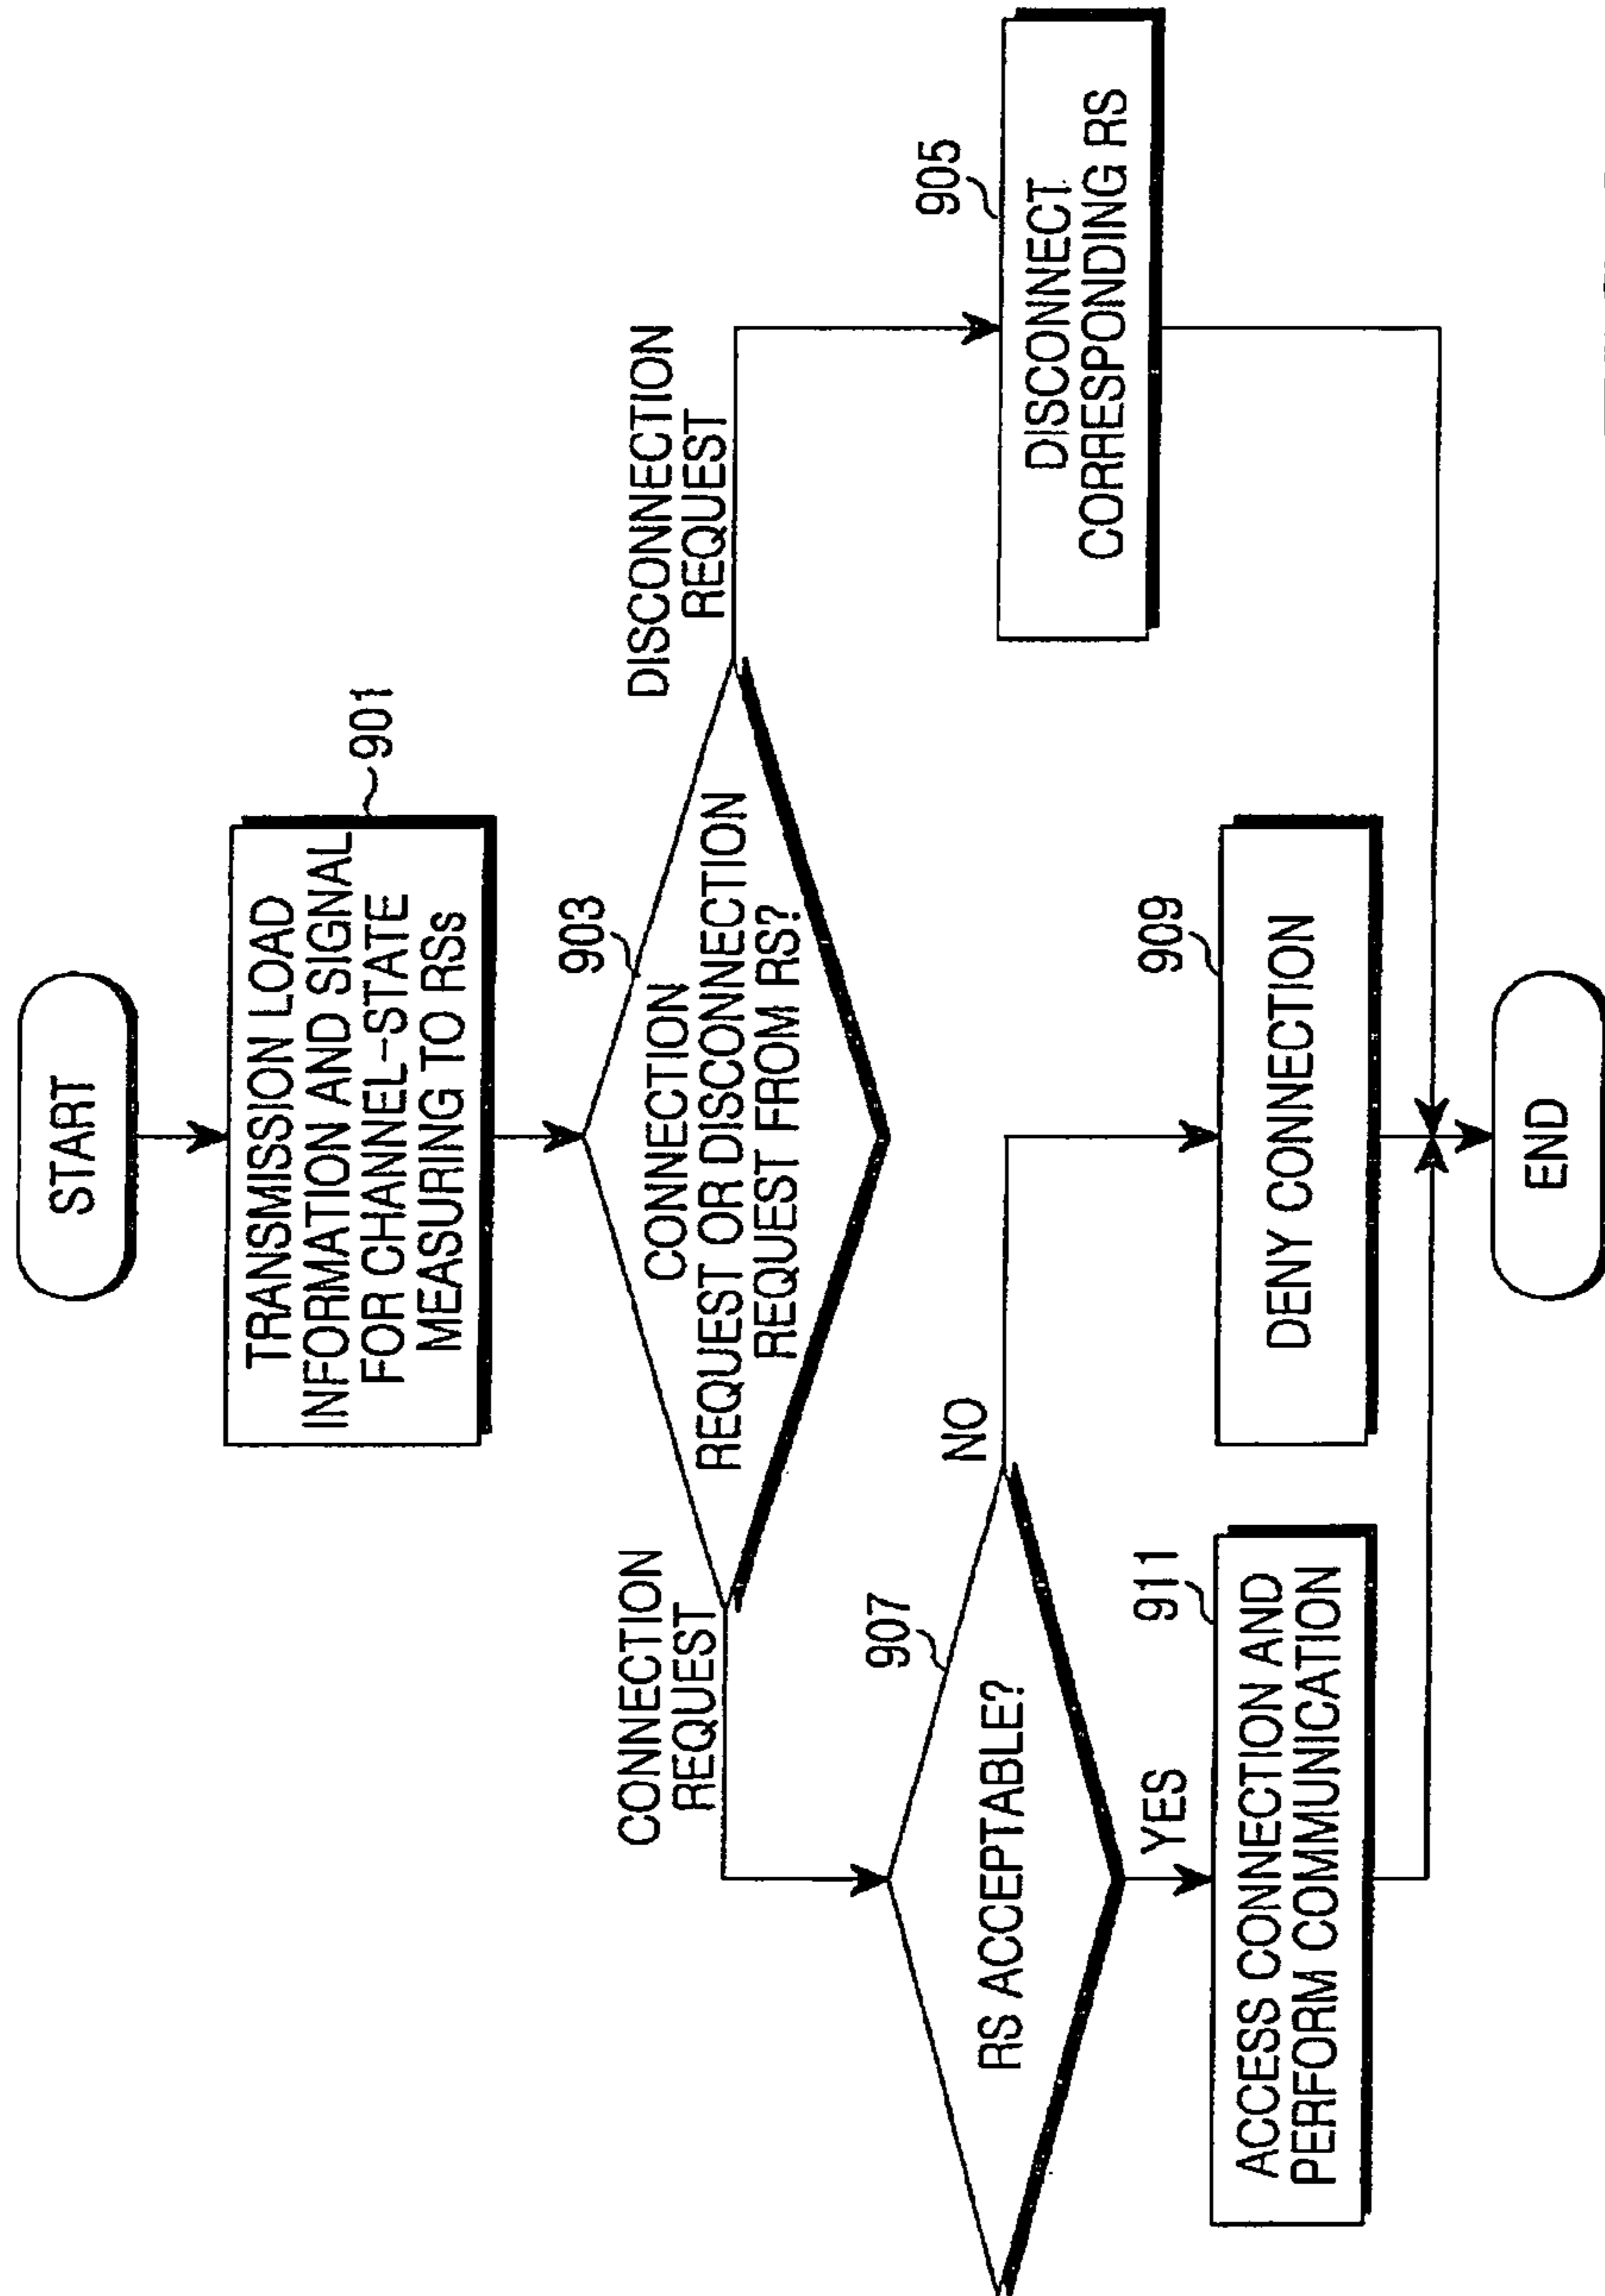 START
TRANSMISSION LOAD
INFORMATION AND SIGNAL
FOR CHANNEL-STATE
MEASURING TO RSs
901
903
CONNECTION
REQUEST OR DISCONNECTION
REQUEST FROM RS?
CONNECTION
REQUEST
DISCONNECTION
REQUEST
907
RS ACCEPTABLE?
NO
YES
905
DISCONNECT
CORRESPONDING RS
911
ACCESS CONNECTION AND
PERFORM COMMUNICATION
909
DENY CONNECTION
END